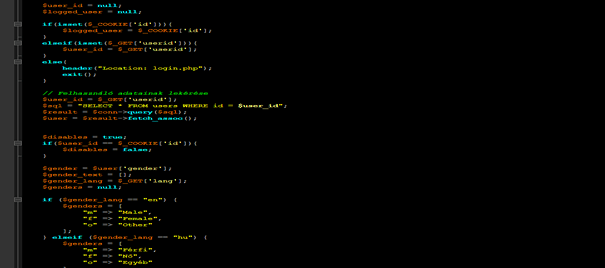 $user_id = null;
$logged_user = null;
if(isset($_COOKIE['id'])){
$logged_user = $_COOKIE['id'];
}
elseif(isset($_GET['userid'])){
$user_id = $_GET['userid'];
}
else{
header("Location: login.php");
exit();
}
// Felhasználó adatainak lekérése
$user_id = $_GET['userid'];
$sql = "SELECT * FROM users WHERE id = $user_id";
$result = $conn->query($sql);
$user = $result->fetch_assoc();
$disables = true;
if($user_id == $_COOKIE['id']){
$disables = false;
}
$gender = $user['gender'];
$gender_text = [];
$gender_lang = $_GET['lang'];
$genders = null;
if ($gender_lang == "en") {
$genders = [
"m" => "Male",
"f" => "Female",
"o" => "Other"
];
} elseif ($gender_lang == "hu") {
$genders = [
"m" => "Férfi",
"f" => "Nő",
"o" => "Egyéb"